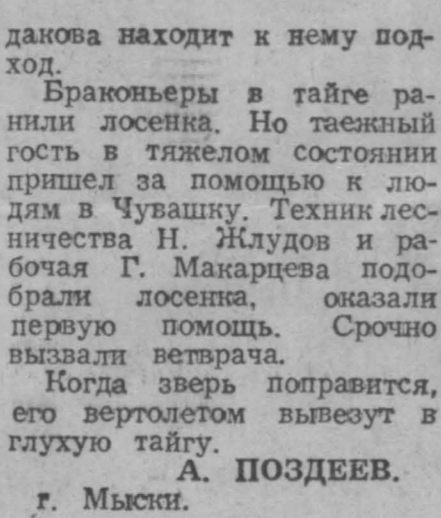 дакова находит к нему под-
ход.
Браконьеры в тайге ра-
нили лосенка. Но таежный
гость в тяжелом состоянии
пришел за помощью к лю-
дям в Чувашку. Техник лес-
ничества Н. Жлудов и ра-
бочая Г. Макарцева подо-
брали лосенка, оказали
первую помощь. Срочно
вызвали ветврача.
Когда зверь поправится,
его вертолетом вывезут в
глухую тайгу.
А. ПОЗДЕЕВ.
г. Мыски.